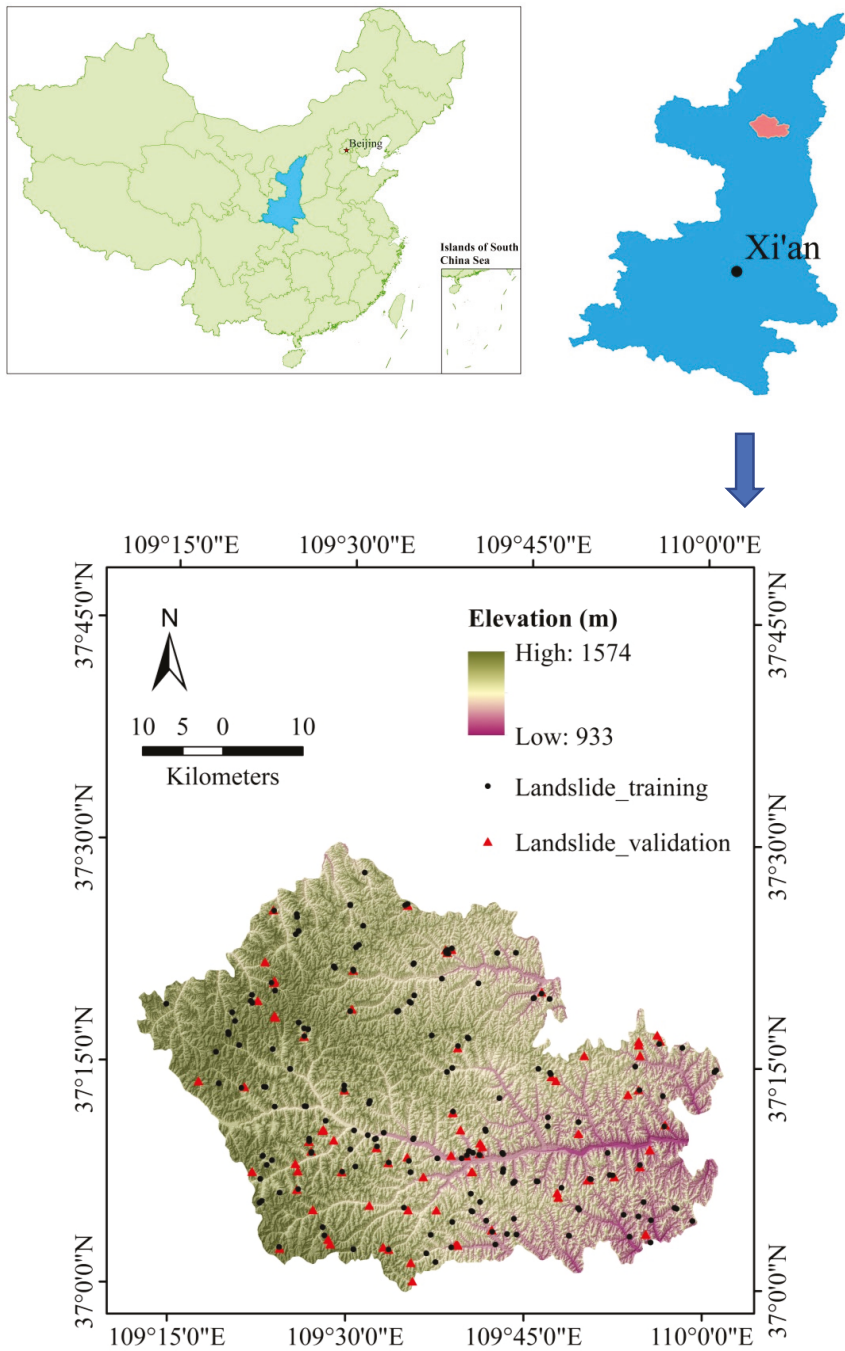 Beijing
Islands of South
China Sea
Xi'an
109°15'0"E 109°30'0"E 109°45'0"E 110°0'0"E
37°45'0"N
37°45'0"N
N
Elevation (m)
High: 1574
Low: 933
10 5 0 10
Kilometers
Landslide_training
Landslide_validation
37°30'0"N
37°30'0"N
37°15'0"N
37°15'0"N
37°0'0"N
37°0'0"N
109°15'0"E 109°30'0"E 109°45'0"E 110°0'0"E